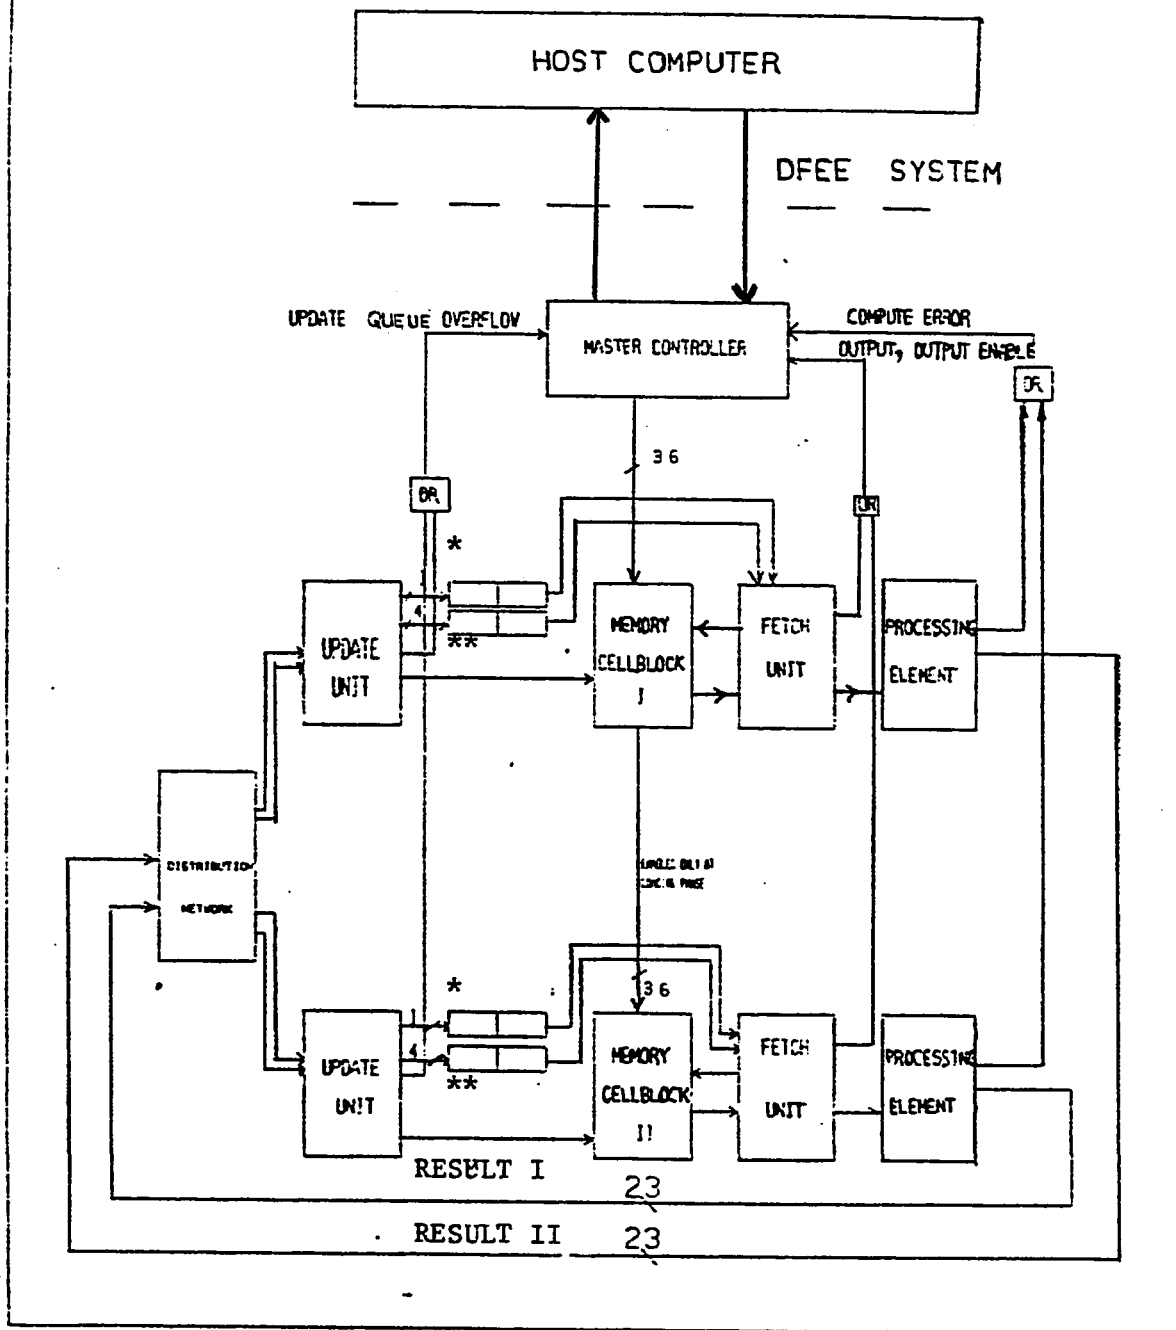 HOST COMPUTER
DFEE SYSTEM
UPDATE QUEUE OVERFLOW
MASTER CONTROLLER
COMPUTE ERROR
OUTPUT, OUTPUT ENABLE
OR
36
OR
OR
*
4
**
UPDATE
UNIT
MEMORY
CELLBLOCK
I
FETCH
UNIT
PROCESSING
ELEMENT
DISTRIBUTION
NETWORK
36
*
1
4
**
UPDATE
UNIT
MEMORY
CELLBLOCK
II
FETCH
UNIT
PROCESSING
ELEMENT
RESULT I
23
RESULT II
23